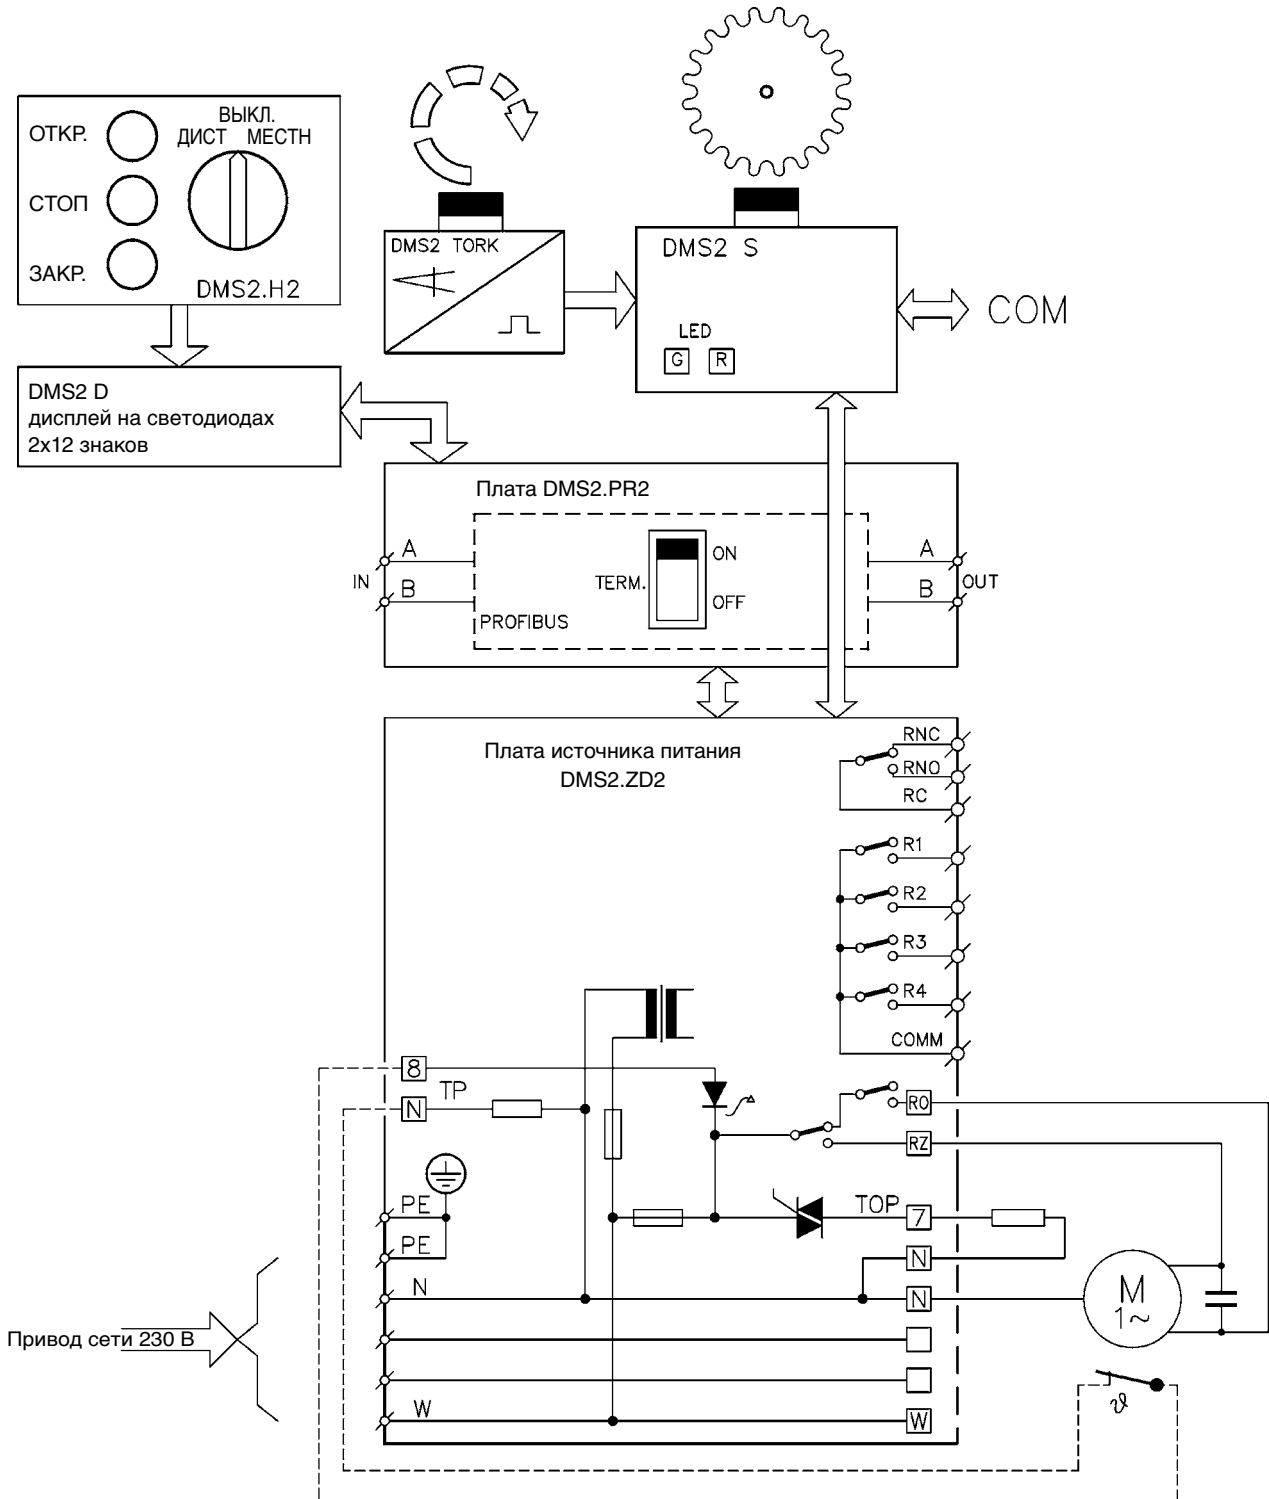 ОТКР.
СТОП
ЗАКР.
ВЫКЛ.
ДИСТ МЕСТН
DMS2.H2
DMS2 TORK
DMS2 S
LED
G R
COM
DMS2 D
дисплей на светодиодах
2x12 знаков
Плата DMS2.PR2
IN
A
B
TERM.
ON
OFF
PROFIBUS
A
B
OUT
Плата источника питания
DMS2.ZD2
RNC
RNO
RC
R1
R2
R3
R4
COMM
8
TP
N
RO
RZ
PE
TOP
7
PE
N
N
N
M
1~
Привод сети 230 В
ϑ
W
W